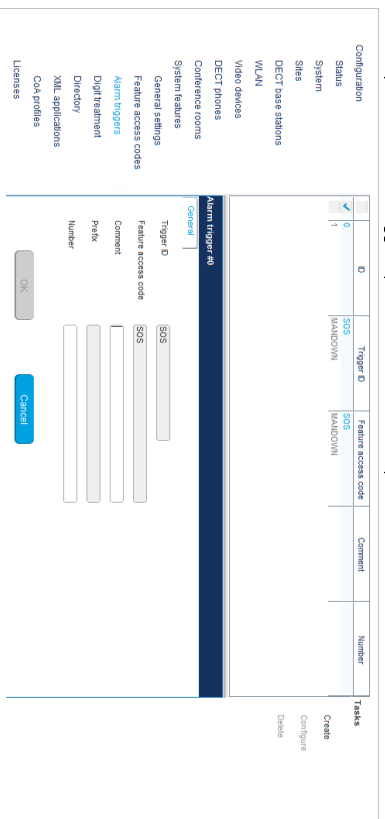 Configuration
Status
System
Sites
DECT base stations
WLAN
Video devices
DECT phones
Conference rooms
System features
General settings
Feature access codes
Alarm triggers
Digit treatment
Directory
XML applications
CoA profiles
Licenses
ID Trigger ID Feature access code Comment Number
0 SOS SOS
1 MANDOWN MANDOWN
Alarm trigger #0
General
Trigger ID SOS
Feature access code SOS
Comment
Prefix
Number
OK Cancel
Tasks
Create
Configure
Delete